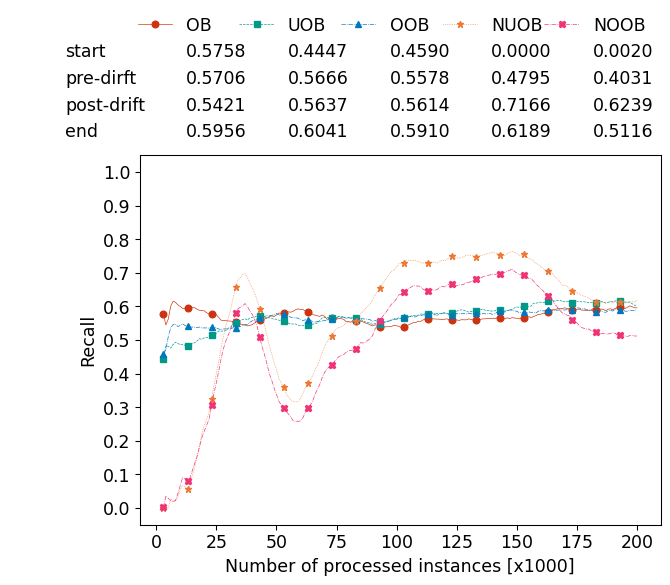 OB UOB OOB NUOB NOOB
start 0.5758 0.4447 0.4590 0.0000 0.0020
pre-dirft 0.5706 0.5666 0.5578 0.4795 0.4031
post-drift 0.5421 0.5637 0.5614 0.7166 0.6239
end 0.5956 0.6041 0.5910 0.6189 0.5116
1.0
0.9
0.8
0.7
0.6
0.5
0.4
0.3
0.2
0.1
0.0
Recall
0 25 50 75 100 125 150 175 200
Number of processed instances [x1000]